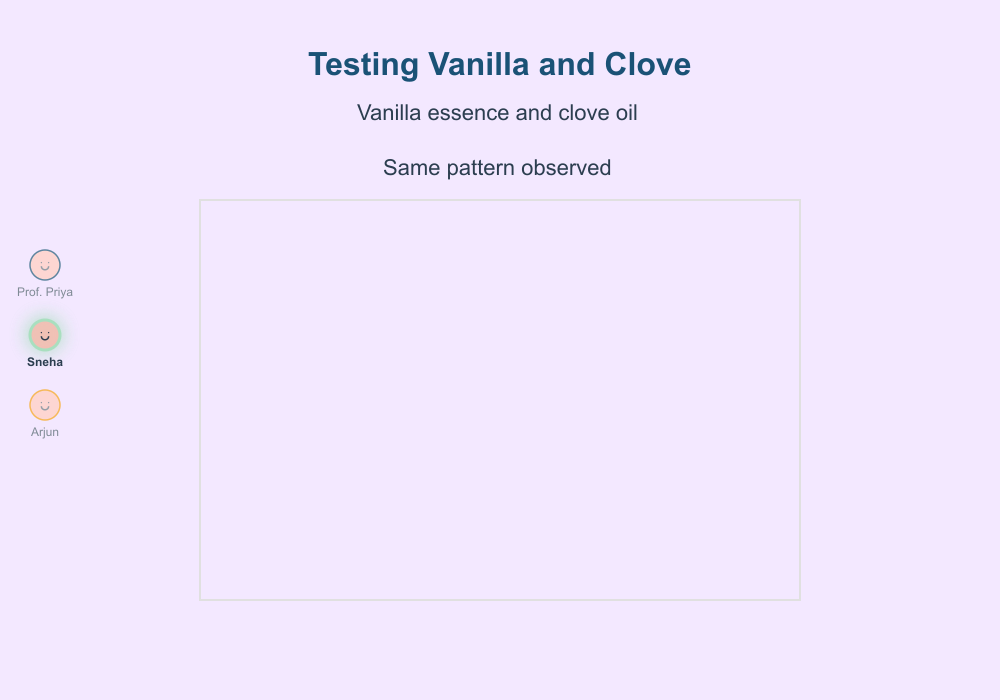 Testing Vanilla and Clove
Vanilla essence and clove oil
Same pattern observed
Prof. Priya
Sneha
Arjun